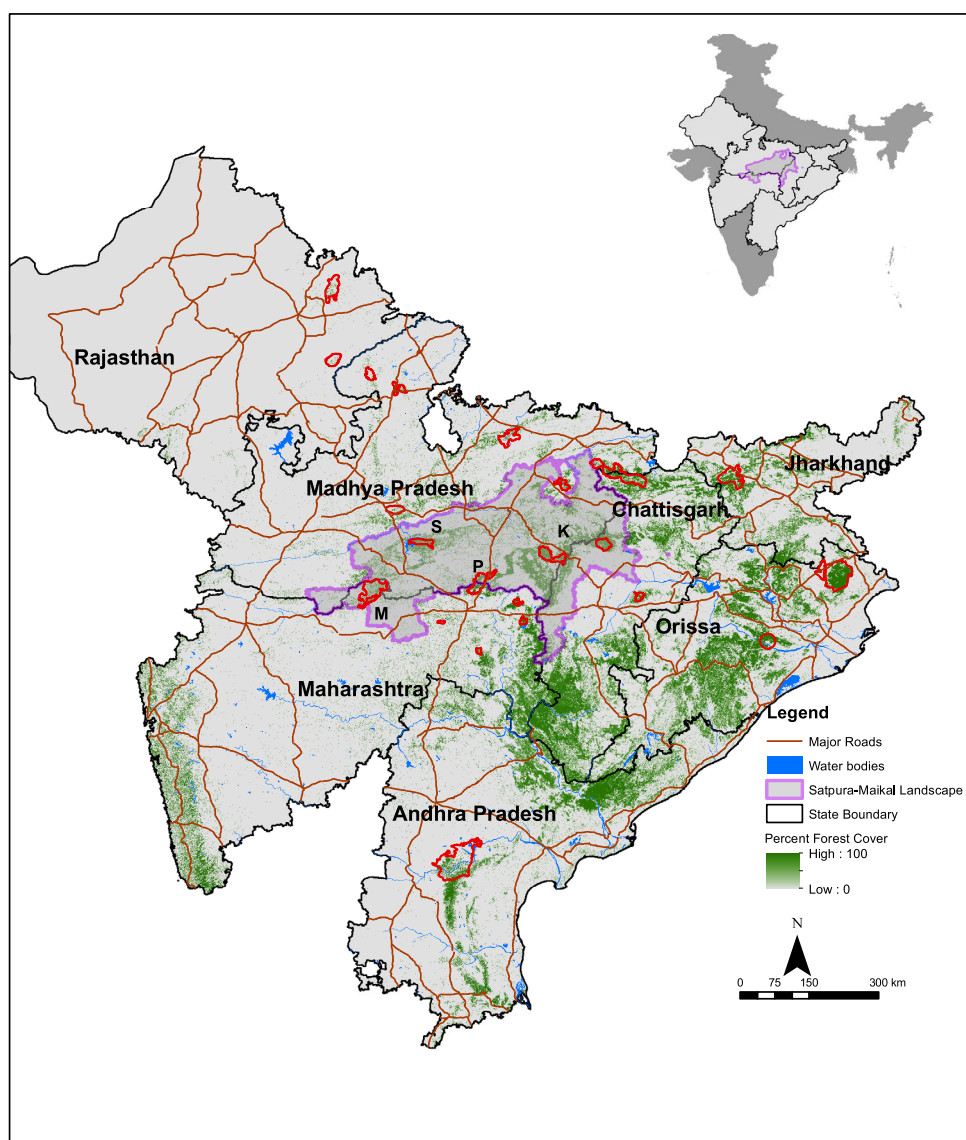 Rajasthan
Jharkhand
Madhya Pradesh
Chattisgarh
S
K
P
M
Orissa
Maharashtra
Andhra Pradesh
Legend
Major Roads
Water bodies
Satpura-Maikal Landscape
State Boundary
Percent Forest Cover
High : 100
Low : 0
N
0 75 150 300 km